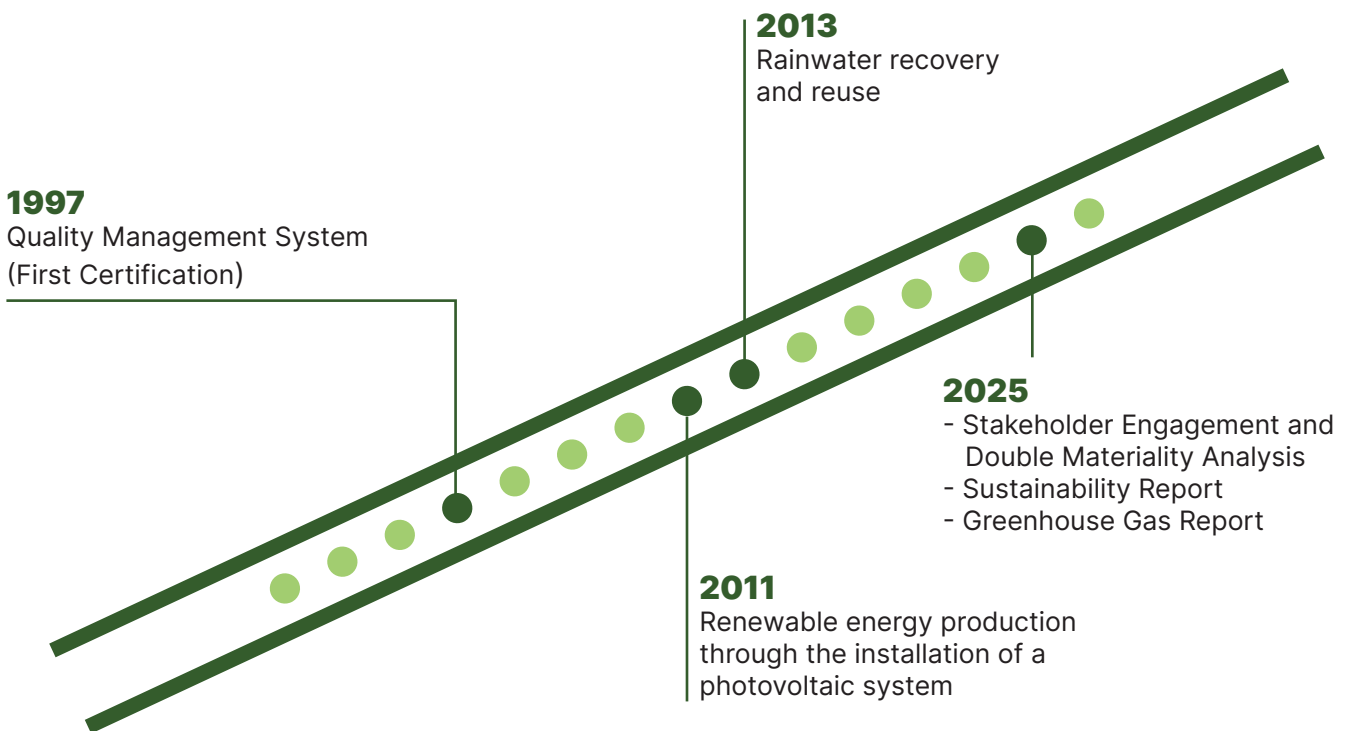 2013
Rainwater recovery
and reuse
1997
Quality Management System
(First Certification)
2025
- Stakeholder Engagement and
Double Materiality Analysis
- Sustainability Report
- Greenhouse Gas Report
2011
Renewable energy production
through the installation of a
photovoltaic system